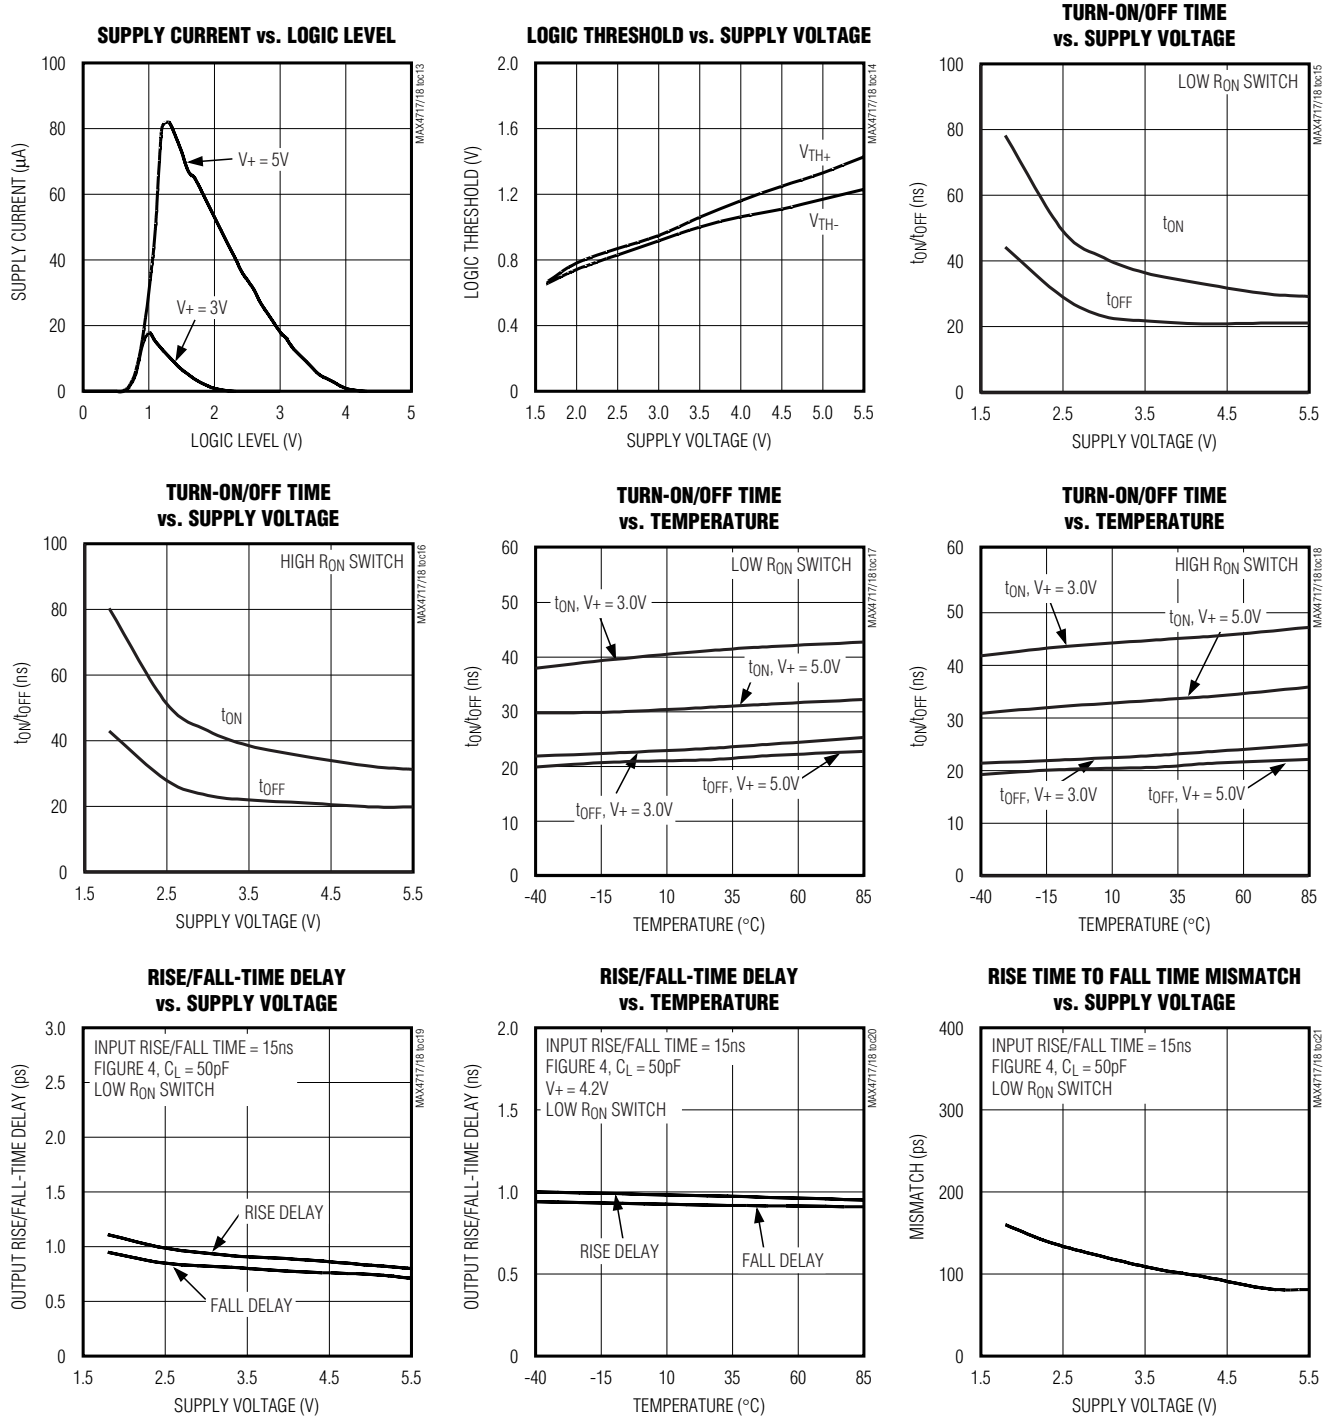 SUPPLY CURRENT vs. LOGIC LEVEL
MAX4717/18 toc13
SUPPLY CURRENT (µA)
100
80
60
40
20
0
V+ = 5V
V+ = 3V
0 1 2 3 4 5
LOGIC LEVEL (V)
LOGIC THRESHOLD vs. SUPPLY VOLTAGE
MAX4717/18 toc14
LOGIC THRESHOLD (V)
2.0
1.6
1.2
0.8
0.4
0
VTH+
VTH-
1.5 2.0 2.5 3.0 3.5 4.0 4.5 5.0 5.5
SUPPLY VOLTAGE (V)
TURN-ON/OFF TIME
vs. SUPPLY VOLTAGE
MAX4717/18 toc15
LOW RON SWITCH
tON/tOFF (ns)
100
80
60
40
20
0
tON
tOFF
1.5 2.5 3.5 4.5 5.5
SUPPLY VOLTAGE (V)
TURN-ON/OFF TIME
vs. SUPPLY VOLTAGE
MAX4717/18 toc16
HIGH RON SWITCH
tON/tOFF (ns)
100
80
60
40
20
0
tON
tOFF
1.5 2.5 3.5 4.5 5.5
SUPPLY VOLTAGE (V)
TURN-ON/OFF TIME
vs. TEMPERATURE
MAX4717/18 toc17
LOW RON SWITCH
tON/tOFF (ns)
60
50
40
30
20
10
0
tON, V+ = 3.0V
tON, V+ = 5.0V
tOFF, V+ = 5.0V
tOFF, V+ = 3.0V
-40 -15 10 35 60 85
TEMPERATURE (°C)
TURN-ON/OFF TIME
vs. TEMPERATURE
MAX4717/18 toc18
HIGH RON SWITCH
tON/tOFF (ns)
60
50
40
30
20
10
0
tON, V+ = 3.0V
tON, V+ = 5.0V
tOFF, V+ = 3.0V
tOFF, V+ = 5.0V
-40 -15 10 35 60 85
TEMPERATURE (°C)
RISE/FALL-TIME DELAY
vs. SUPPLY VOLTAGE
MAX4717/18 toc19
INPUT RISE/FALL TIME = 15ns
FIGURE 4, CL = 50pF
LOW RON SWITCH
OUTPUT RISE/FALL-TIME DELAY (ps)
3.0
2.5
2.0
1.5
1.0
0.5
0
RISE DELAY
FALL DELAY
1.5 2.5 3.5 4.5 5.5
SUPPLY VOLTAGE (V)
RISE/FALL-TIME DELAY
vs. TEMPERATURE
MAX4717/18 toc20
INPUT RISE/FALL TIME = 15ns
FIGURE 4, CL = 50pF
V+ = 4.2V
LOW RON SWITCH
OUTPUT RISE/FALL-TIME DELAY (ns)
2.0
1.5
1.0
0.5
0
RISE DELAY
FALL DELAY
-40 -15 10 35 60 85
TEMPERATURE (°C)
RISE TIME TO FALL TIME MISMATCH
vs. SUPPLY VOLTAGE
MAX4717/18 toc21
INPUT RISE/FALL TIME = 15ns
FIGURE 4, CL = 50pF
LOW RON SWITCH
MISMATCH (ps)
400
300
200
100
0
1.5 2.5 3.5 4.5 5.5
SUPPLY VOLTAGE (V)